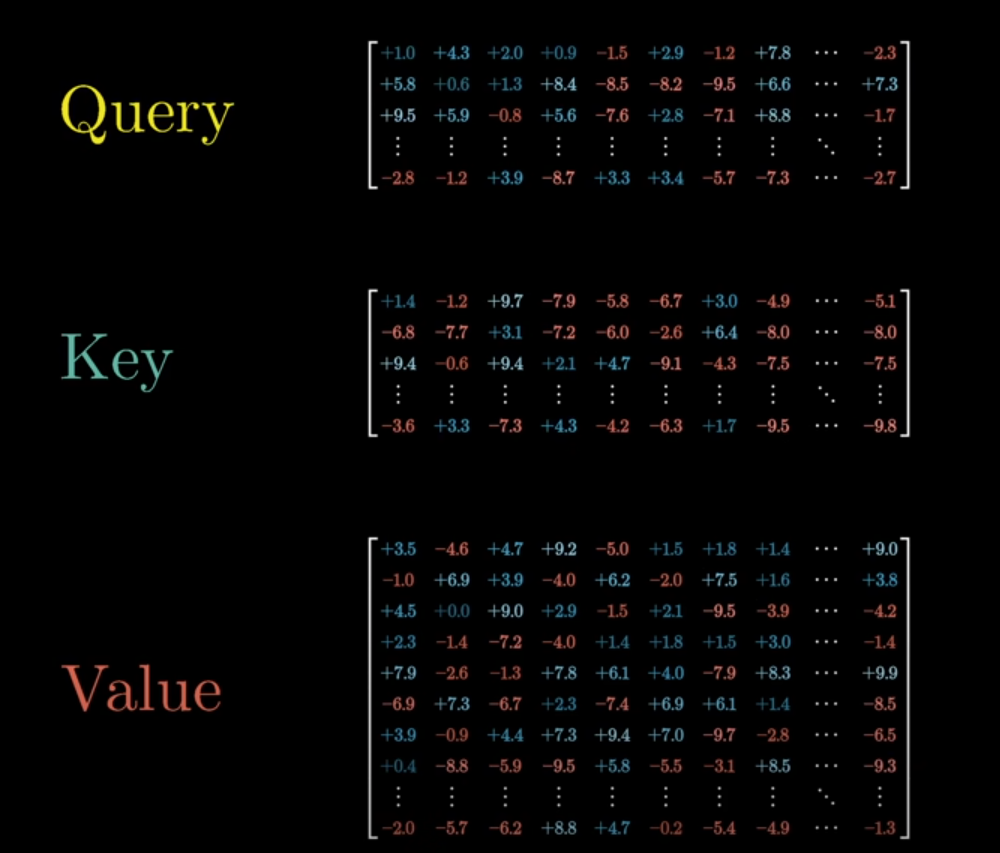 Query
+1.0 +4.3 +2.0 +0.9 −1.5 +2.9 −1.2 +7.8 ⋯ −2.3
+5.8 +0.6 +1.3 +8.4 −8.5 −8.2 −9.5 +6.6 ⋯ +7.3
+9.5 +5.9 −0.8 +5.6 −7.6 +2.8 −7.1 +8.8 ⋯ −1.7
⋮ ⋮ ⋮ ⋮ ⋮ ⋮ ⋮ ⋮ ⋱ ⋮
−2.8 −1.2 +3.9 −8.7 +3.3 +3.4 −5.7 −7.3 ⋯ −2.7
Key
+1.4 −1.2 +9.7 −7.9 −5.8 −6.7 +3.0 −4.9 ⋯ −5.1
−6.8 −7.7 +3.1 −7.2 −6.0 −2.6 +6.4 −8.0 ⋯ −8.0
+9.4 −0.6 +9.4 +2.1 +4.7 −9.1 −4.3 −7.5 ⋯ −7.5
⋮ ⋮ ⋮ ⋮ ⋮ ⋮ ⋮ ⋮ ⋱ ⋮
−3.6 +3.3 −7.3 +4.3 −4.2 −6.3 +1.7 −9.5 ⋯ −9.8
Value
+3.5 −4.6 +4.7 +9.2 −5.0 +1.5 +1.8 +1.4 ⋯ +9.0
−1.0 +6.9 +3.9 −4.0 +6.2 −2.0 +7.5 +1.6 ⋯ +3.8
+4.5 +0.0 +9.0 +2.9 −1.5 +2.1 −9.5 −3.9 ⋯ −4.2
+2.3 −1.4 −7.2 −4.0 +1.4 +1.8 +1.5 +3.0 ⋯ −1.4
+7.9 −2.6 −1.3 +7.8 +6.1 +4.0 −7.9 +8.3 ⋯ +9.9
−6.9 +7.3 −6.7 +2.3 −7.4 +6.9 +6.1 +1.4 ⋯ −8.5
+3.9 −0.9 +4.4 +7.3 +9.4 +7.0 −9.7 −2.8 ⋯ −6.5
+0.4 −8.8 −5.9 −9.5 +5.8 −5.5 −3.1 +8.5 ⋯ −9.3
⋮ ⋮ ⋮ ⋮ ⋮ ⋮ ⋮ ⋮ ⋱ ⋮
−2.0 −5.7 −6.2 +8.8 +4.7 −0.2 −5.4 −4.9 ⋯ −1.3